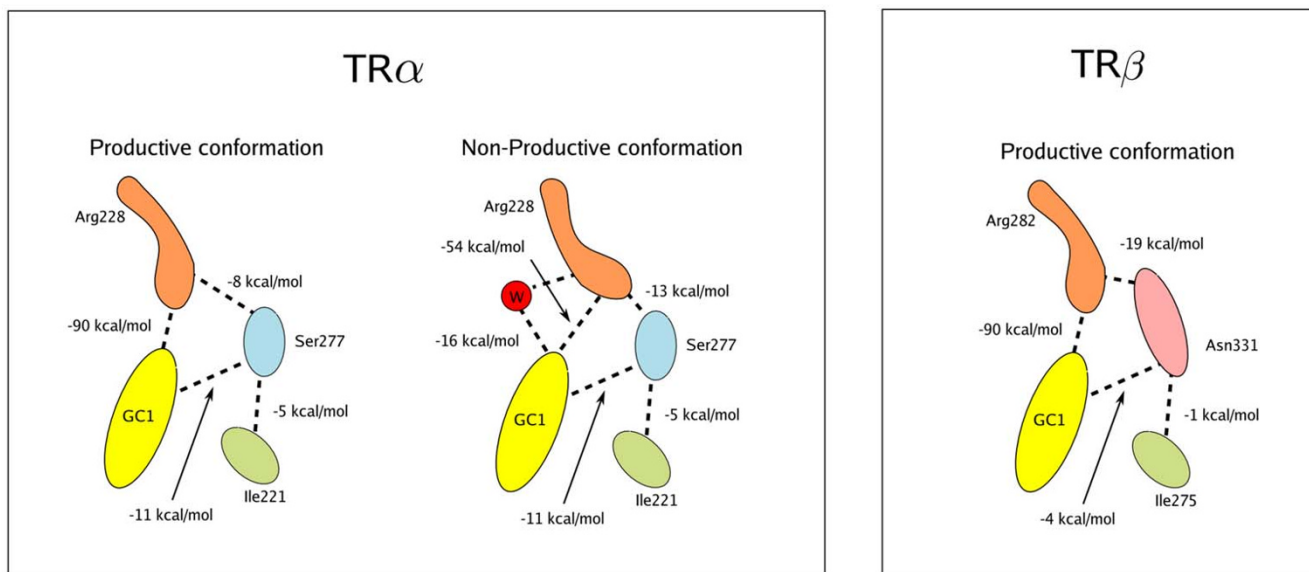 TRα
Productive conformation
Arg228
-8 kcal/mol
-90 kcal/mol
Ser277
GC1
-5 kcal/mol
Ile221
-11 kcal/mol
Non-Productive conformation
Arg228
-54 kcal/mol
W
-13 kcal/mol
-16 kcal/mol
Ser277
GC1
-5 kcal/mol
Ile221
-11 kcal/mol
TRβ
Productive conformation
Arg282
-19 kcal/mol
-90 kcal/mol
Asn331
GC1
-1 kcal/mol
Ile275
-4 kcal/mol